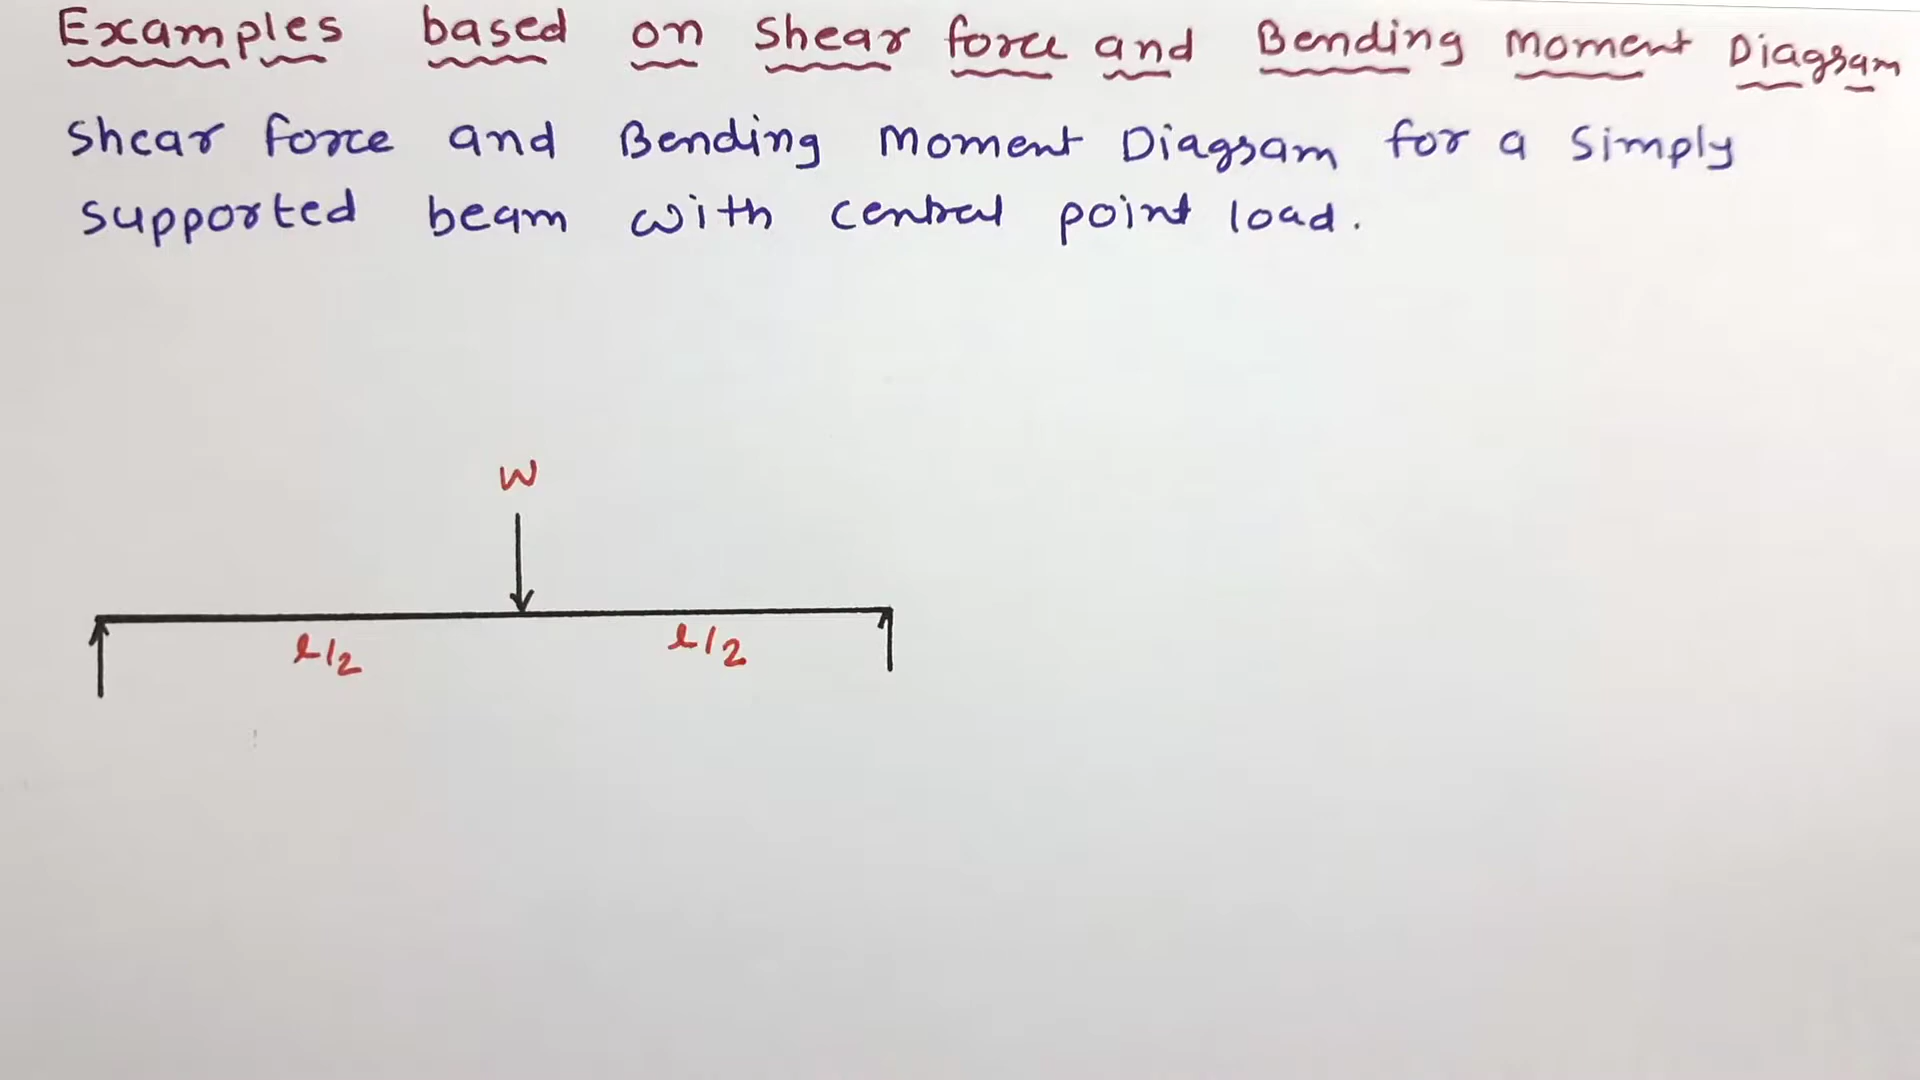 Examples based on shear force and Bending Moment Diagram
Shear force and Bending Moment Diagram for a simply
supported beam with central point load.
W
l/2 l/2